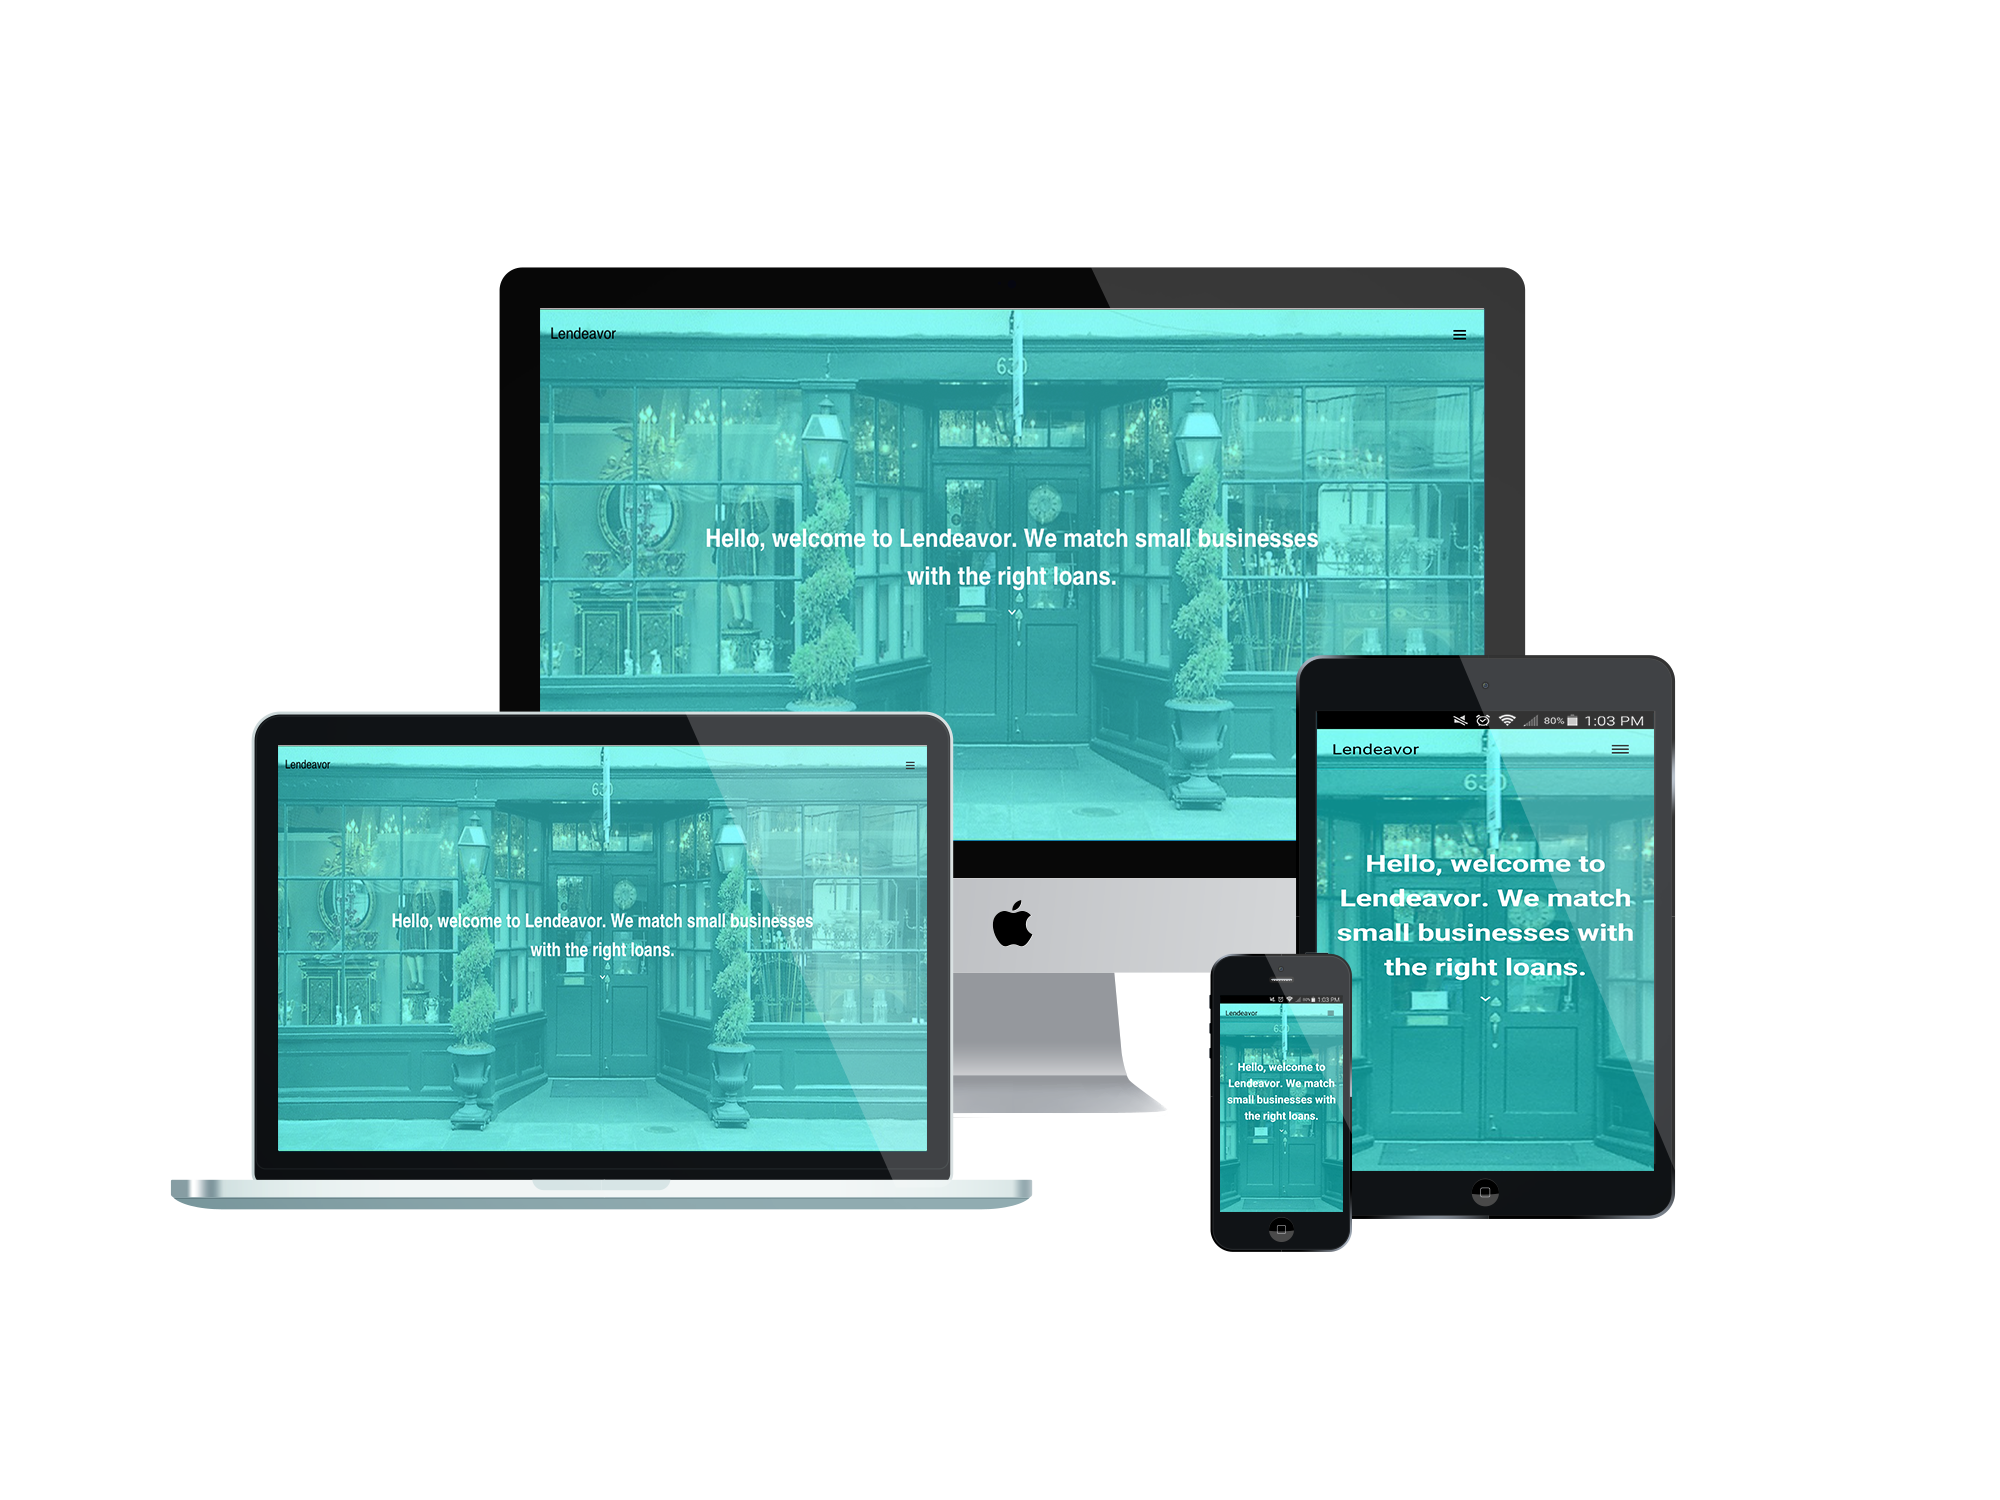 Lendeavor
630
Hello, welcome to Lendeavor. We match small businesses
with the right loans.
Lendeavor
630
Hello, welcome to Lendeavor. We match small businesses
with the right loans.
80% 1:03 PM
Lendeavor
630
Hello, welcome to
Lendeavor. We match
small businesses with
the right loans.
1:03 PM
Lendeavor
630
Hello, welcome to
Lendeavor. We match
small businesses with
the right loans.